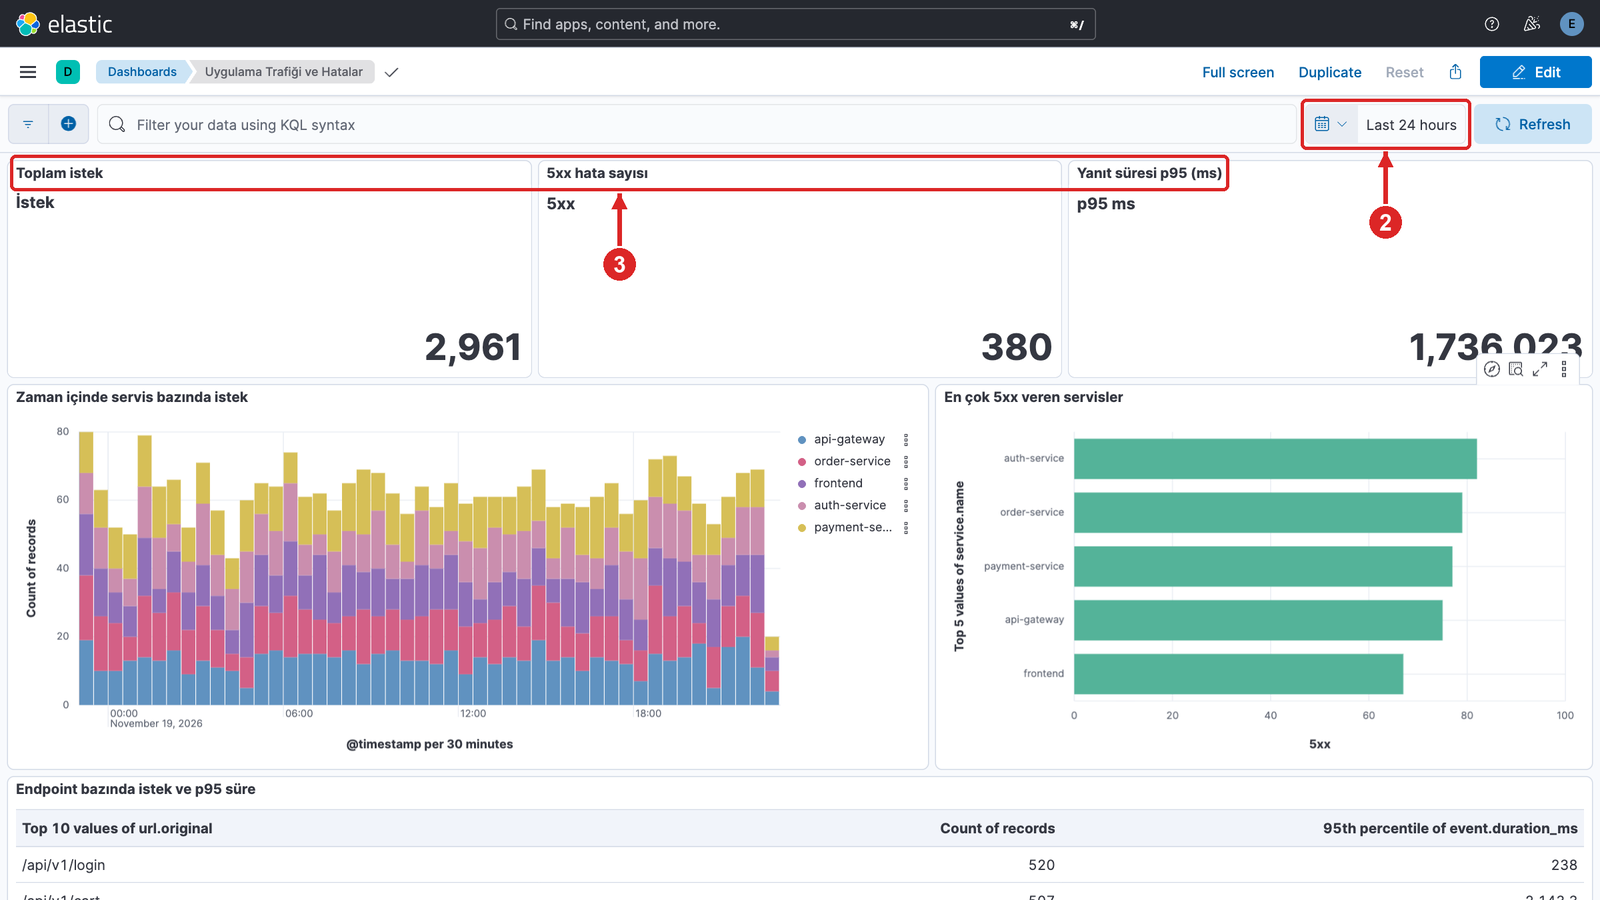 elastic
Find apps, content, and more.
⌘/
E
D
Dashboards
Uygulama Trafiği ve Hatalar
Full screen
Duplicate
Reset
Edit
Filter your data using KQL syntax
Last 24 hours
Refresh
Toplam istek
İstek
2,961
5xx hata sayısı
5xx
380
Yanıt süresi p95 (ms)
p95 ms
1,736.023
3
2
Zaman içinde servis bazında istek
Count of records
80
60
40
20
0
00:00
November 19, 2026
06:00
12:00
18:00
@timestamp per 30 minutes
api-gateway
order-service
frontend
auth-service
payment-se...
En çok 5xx veren servisler
Top 5 values of service.name
auth-service
order-service
payment-service
api-gateway
frontend
0
20
40
60
80
100
5xx
Endpoint bazında istek ve p95 süre
Top 10 values of url.original
Count of records
95th percentile of event.duration_ms
/api/v1/login
520
238